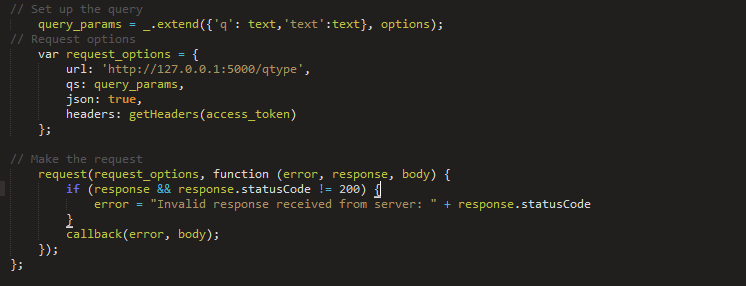 // Set up the query
    query_params = _.extend({'q': text,'text':text}, options);
// Request options
    var request_options = {
        url: 'http://127.0.0.1:5000/qtype',
        qs: query_params,
        json: true,
        headers: getHeaders(access_token)
    };

// Make the request
    request(request_options, function (error, response, body) {
        if (response && response.statusCode != 200) {
            error = "Invalid response received from server: " + response.statusCode
        }
        callback(error, body);
    });
};